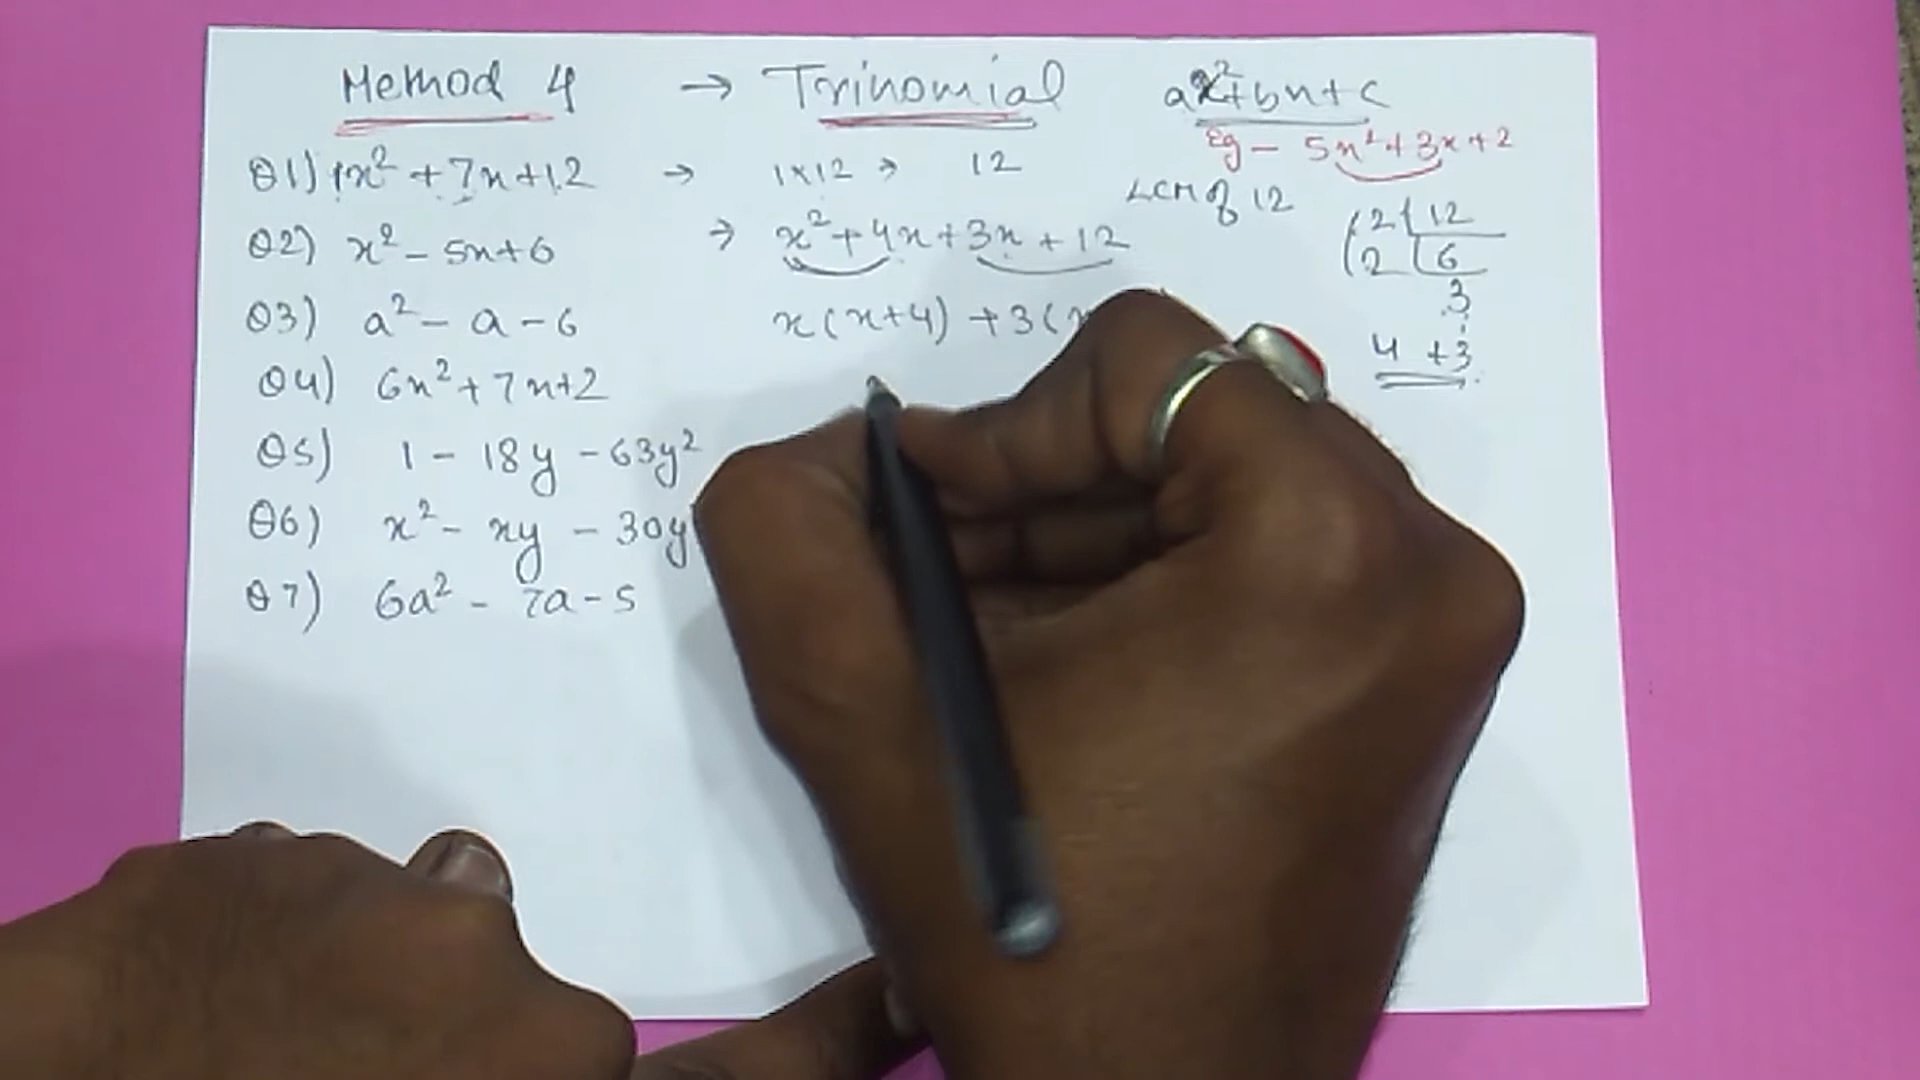 Method 4 → Trinomial ax²+bx+c
Eg - 5x²+3x+2
Q1) 1x² + 7x+12 → 1x12 → 12
LCM of 12
2 12
2 6
3
4 +3
→ x²+4x+3x+12
x(x+4) +3(x
Q2) x² - 5x+6
Q3) a² - a - 6
Q4) 6x²+7x+2
Q5) 1 - 18y - 63y²
Q6) x² - xy - 30y
Q7) 6a² - 7a - 5